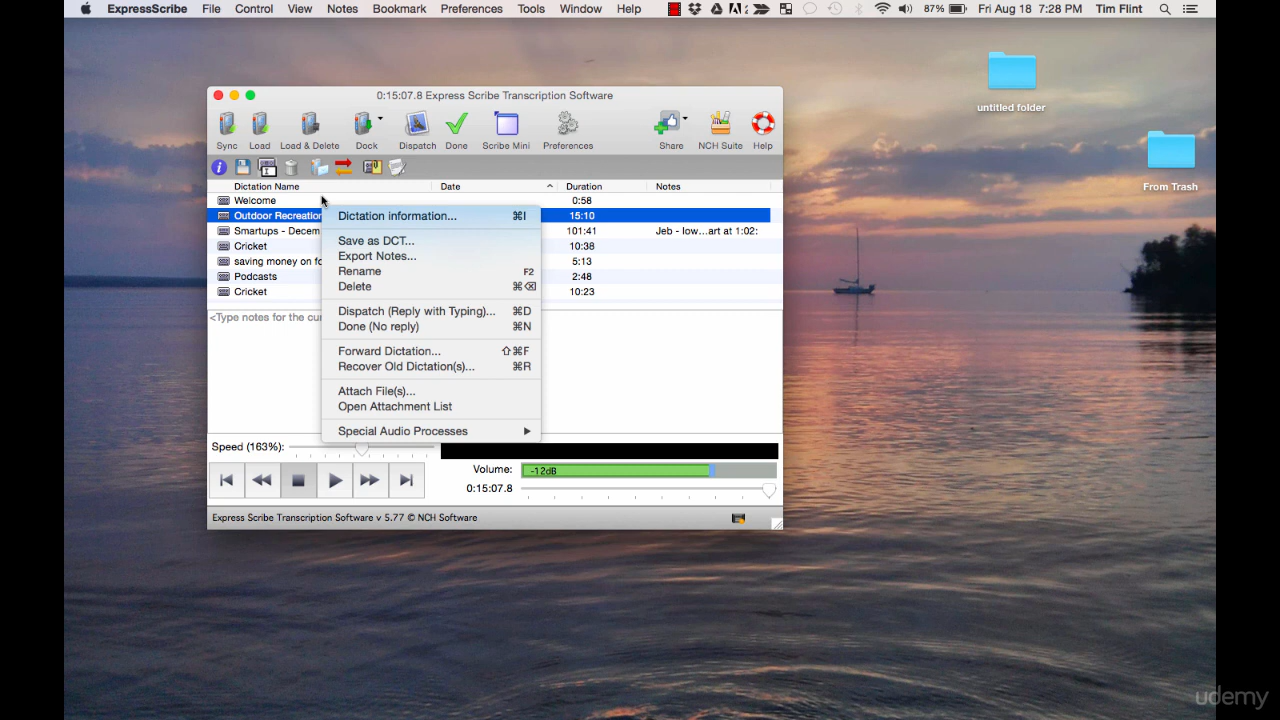 ExpressScribe File Control View Notes Bookmark Preferences Tools Window Help 87% Fri Aug 18 7:28 PM Tim Flint
untitled folder
From Trash
0:15:07.8 Express Scribe Transcription Software
Sync Load Load & Delete Dock Dispatch Done Scribe Mini Preferences Share NCH Suite Help
Dictation Name Date Duration Notes
Welcome 0:58
Outdoor Recreation 15:10
Smartups - Decem 101:41 Jeb - low...art at 1:02:
Cricket 10:38
saving money on fo 5:13
Podcasts 2:48
Cricket 10:23
<Type notes for the cur
Dictation information... ⌘I
Save as DCT...
Export Notes...
Rename F2
Delete ⌘⌫
Dispatch (Reply with Typing)... ⌘D
Done (No reply) ⌘N
Forward Dictation... ⇧⌘F
Recover Old Dictation(s)... ⌘R
Attach File(s)...
Open Attachment List
Special Audio Processes
Speed (163%):
Volume: -12dB
0:15:07.8
Express Scribe Transcription Software v 5.77 © NCH Software
udemy